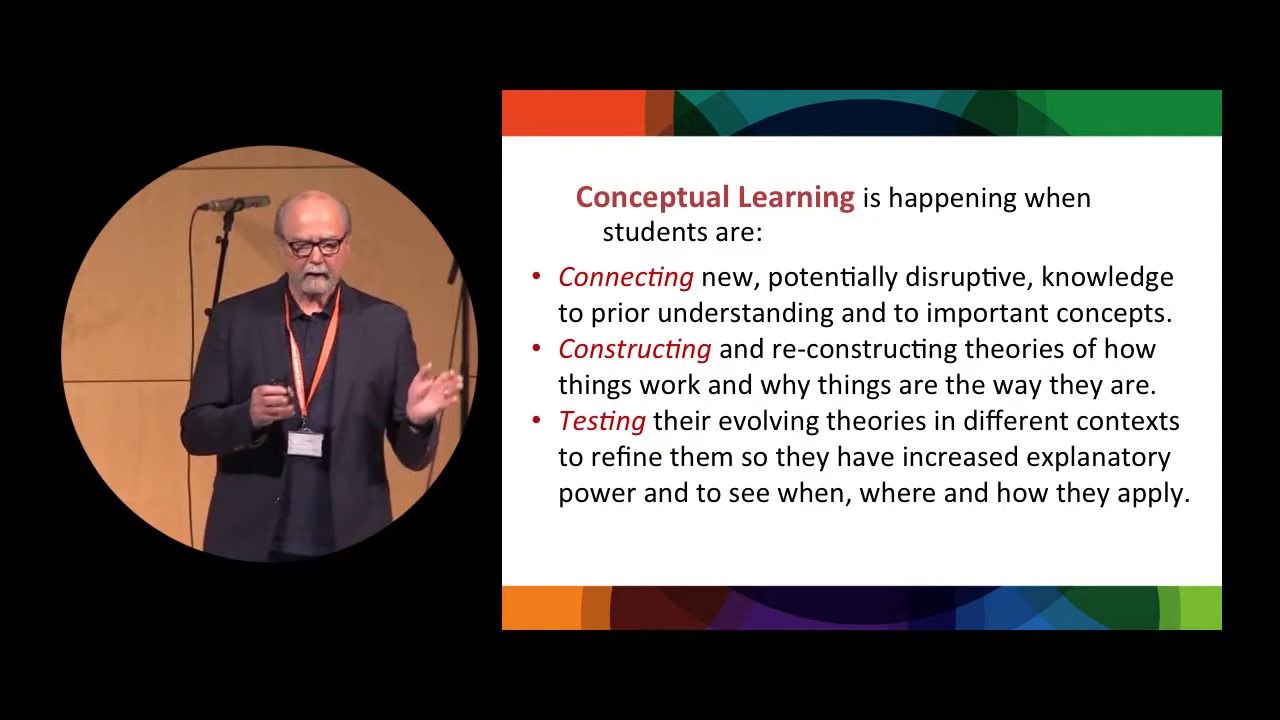 Conceptual Learning is happening when
students are:
• Connecting new, potentially disruptive, knowledge
to prior understanding and to important concepts.
• Constructing and re-constructing theories of how
things work and why things are the way they are.
• Testing their evolving theories in different contexts
to refine them so they have increased explanatory
power and to see when, where and how they apply.